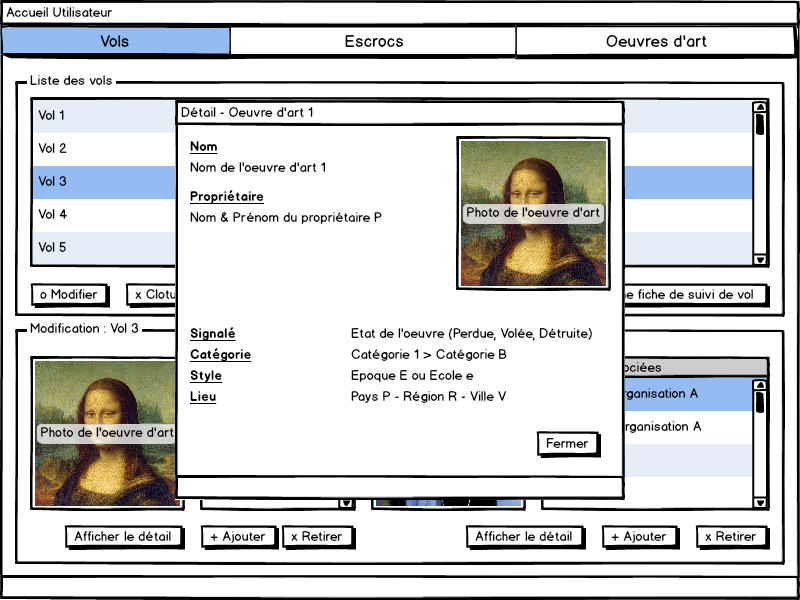 Accueil Utilisateur
Vols
Escrocs
Oeuvres d'art
Liste des vols
Vol 1
Vol 2
Vol 3
Vol 4
Vol 5
o Modifier
x Clotu
e fiche de suivi de vol
Détail - Oeuvre d'art 1
Nom
Nom de l'oeuvre d'art 1
Propriétaire
Nom & Prénom du propriétaire P
Photo de l'oeuvre d'art
Signalé Etat de l'oeuvre (Perdue, Volée, Détruite)
Catégorie Catégorie 1 > Catégorie B
Style Epoque E ou Ecole e
Lieu Pays P - Région R - Ville V
Fermer
Modification : Vol 3
Photo de l'oeuvre d'art
ociées
rganisation A
rganisation A
Afficher le détail
+ Ajouter
x Retirer
Afficher le détail
+ Ajouter
x Retirer